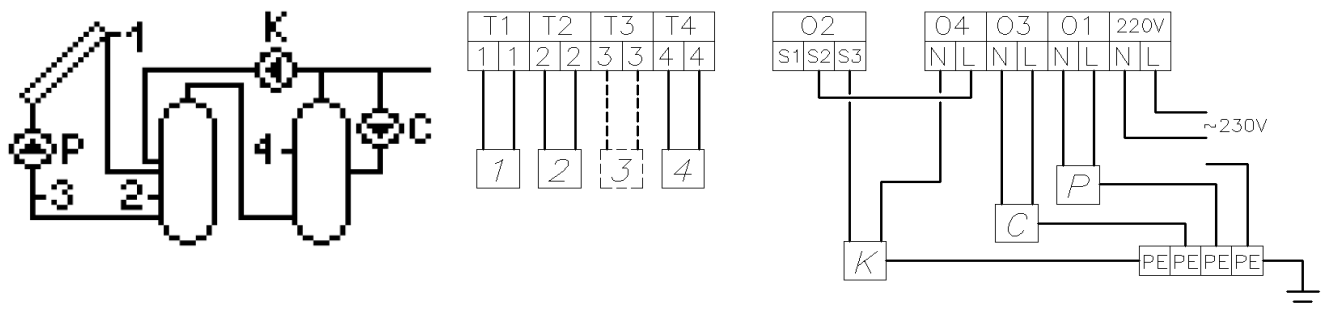 K
1
P
C
4
3
2
T1 T2 T3 T4
1 1 2 2 3 3 4 4
1 2 3 4
O2 O4 O3 O1 220V
S1 S2 S3 N L N L N L N L
~230V
P
C
K
PE PE PE PE